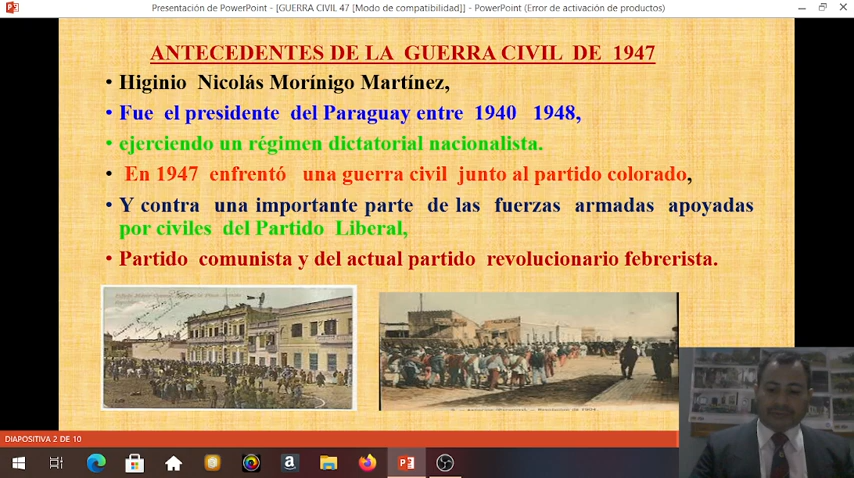 Presentación de PowerPoint - [GUERRA CIVIL 47 [Modo de compatibilidad]] - PowerPoint (Error de activación de productos)
ANTECEDENTES DE LA GUERRA CIVIL DE 1947
• Higinio Nicolás Morínigo Martínez,
• Fue el presidente del Paraguay entre 1940 1948,
• ejerciendo un régimen dictatorial nacionalista.
• En 1947 enfrentó una guerra civil junto al partido colorado,
• Y contra una importante parte de las fuerzas armadas apoyadas
por civiles del Partido Liberal,
• Partido comunista y del actual partido revolucionario febrerista.
DIAPOSITIVA 2 DE 10